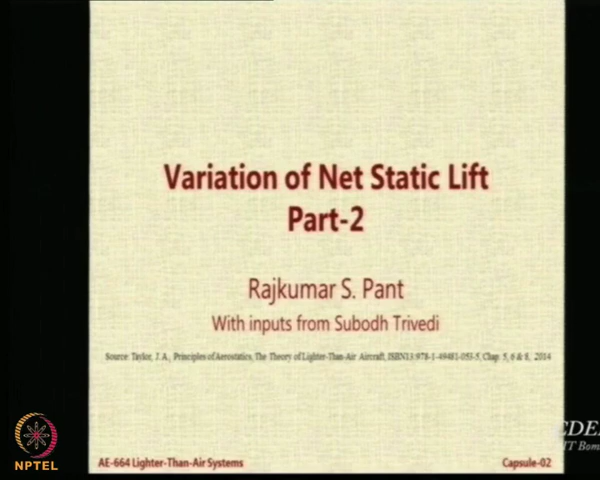 Variation of Net Static Lift
Part-2
Rajkumar S. Pant
With inputs from Subodh Trivedi
Source: Taylor, J. A., Principles of Aerostatics, The Theory of Lighter-Than-Air Aircraft, ISBN13:978-1-49481-053-5, Chap. 5, 6 & 8, 2014
NPTEL
AE-664 Lighter-Than-Air Systems
Capsule-02